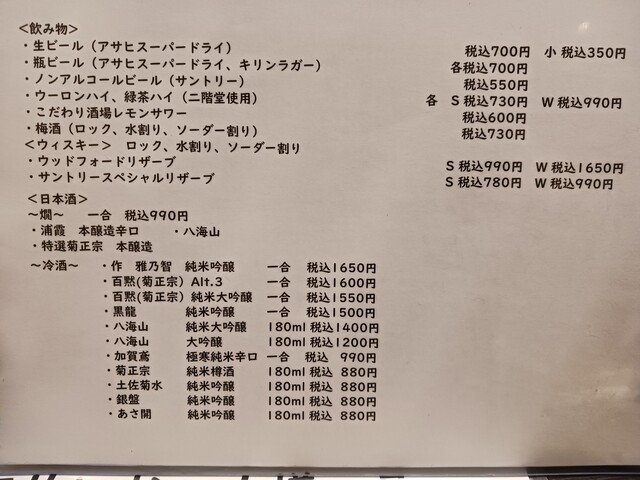 <飲み物>
・生ビール（アサヒスーパードライ） 税込700円 小 税込350円
・瓶ビール（アサヒスーパードライ、キリンラガー） 各税込700円
・ノンアルコールビール（サントリー） 税込550円
・ウーロンハイ、緑茶ハイ（二階堂使用） 各 S 税込730円 W 税込990円
・こだわり酒場レモンサワー 税込600円
・梅酒（ロック、水割り、ソーダー割り） 税込730円
<ウィスキー> ロック、水割り、ソーダー割り
・ウッドフォードリザーブ S 税込990円 W 税込1650円
・サントリースペシャルリザーブ S 税込780円 W 税込990円
<日本酒>
～燗～ 一合 税込990円
・浦霞 本醸造辛口 ・八海山
・特選菊正宗 本醸造
～冷酒～ ・作 雅乃智 純米吟醸 一合 税込1650円
・百黙(菊正宗) Alt.3 一合 税込1600円
・百黙(菊正宗) 純米大吟醸 一合 税込1550円
・黒龍 純米吟醸 一合 税込1500円
・八海山 純米大吟醸 180ml 税込1400円
・八海山 大吟醸 180ml 税込1200円
・加賀鳶 極寒純米辛口 一合 税込 990円
・菊正宗 純米樽酒 180ml 税込 880円
・土佐菊水 純米吟醸 180ml 税込 880円
・銀盤 純米吟醸 180ml 税込 880円
・あさ開 純米吟醸 180ml 税込 880円